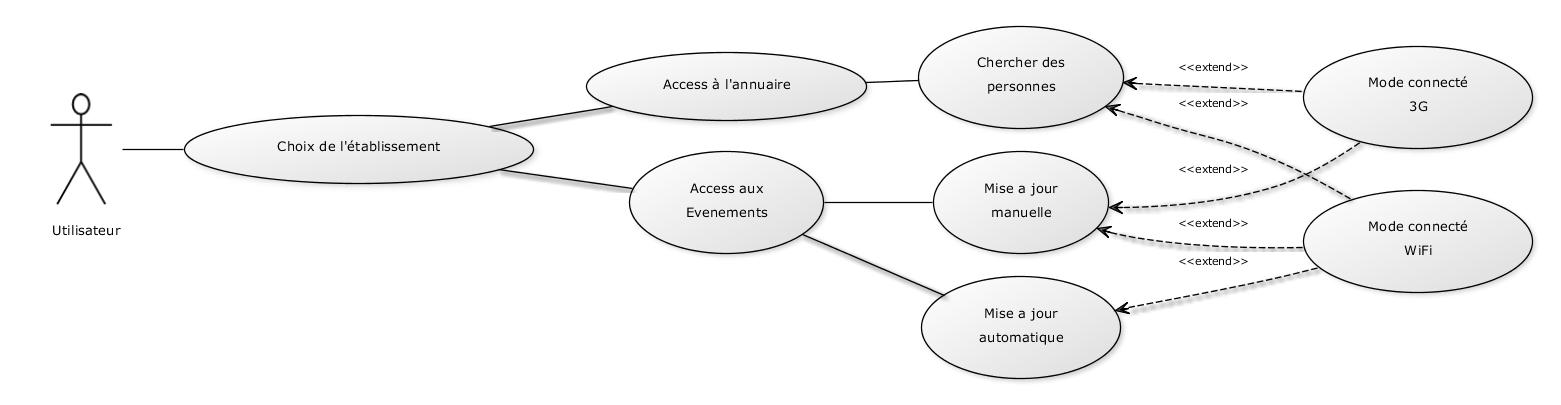 Utilisateur
Choix de l'établissement
Access à l'annuaire
Access aux
Evenements
Chercher des
personnes
Mise a jour
manuelle
Mise a jour
automatique
<<extend>>
<<extend>>
<<extend>>
<<extend>>
<<extend>>
Mode connecté
3G
Mode connecté
WiFi